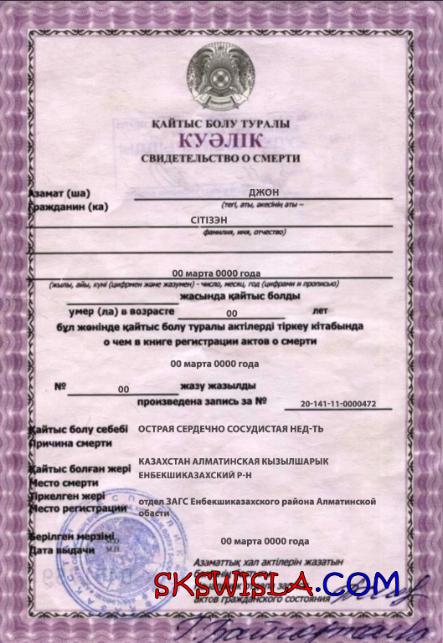 ҚАЙТЫС БОЛУ ТУРАЛЫ
КУӘЛІК
СВИДЕТЕЛЬСТВО О СМЕРТИ
Азамат (ша) ДЖОН
Гражданин (ка) (тегі, аты, әкесінің аты –
СІТІЗЭН
фамилия, имя, отчество)
00 марта 0000 года
(жылы, айы, күні (цифрмен және жазумен) - число, месяц, год (цифрами и прописью)
жасында қайтыс болды
умер (ла) в возрасте 00 лет
бұл жөнінде қайтыс болу туралы актілерді тіркеу кітабында
о чем в книге регистрации актов о смерти
00 марта 0000 года
№ 00 жазу жазылды
произведена запись за № 20-141-11-0000472
Қайтыс болу себебі ОСТРАЯ СЕРДЕЧНО СОСУДИСТАЯ НЕД-ТЬ
Причина смерти
Қайтыс болған жері КАЗАХСТАН АЛМАТИНСКАЯ КЫЗЫЛШАРЫК
Место смерти ЕНБЕКШИКАЗАХСКИЙ Р-Н
Тіркелген жері отдел ЗАГС Енбекшиказахского района Алматинской
Место регистрации обасти
Берілген мерзімі 00 марта 0000 года
Дата выдачи М.П.
Азаматтық хал актілерін жазатын
SKSWISLA.COM
актов гражданского состояния